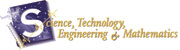 Science, Technology,
Engineering & Mathematics